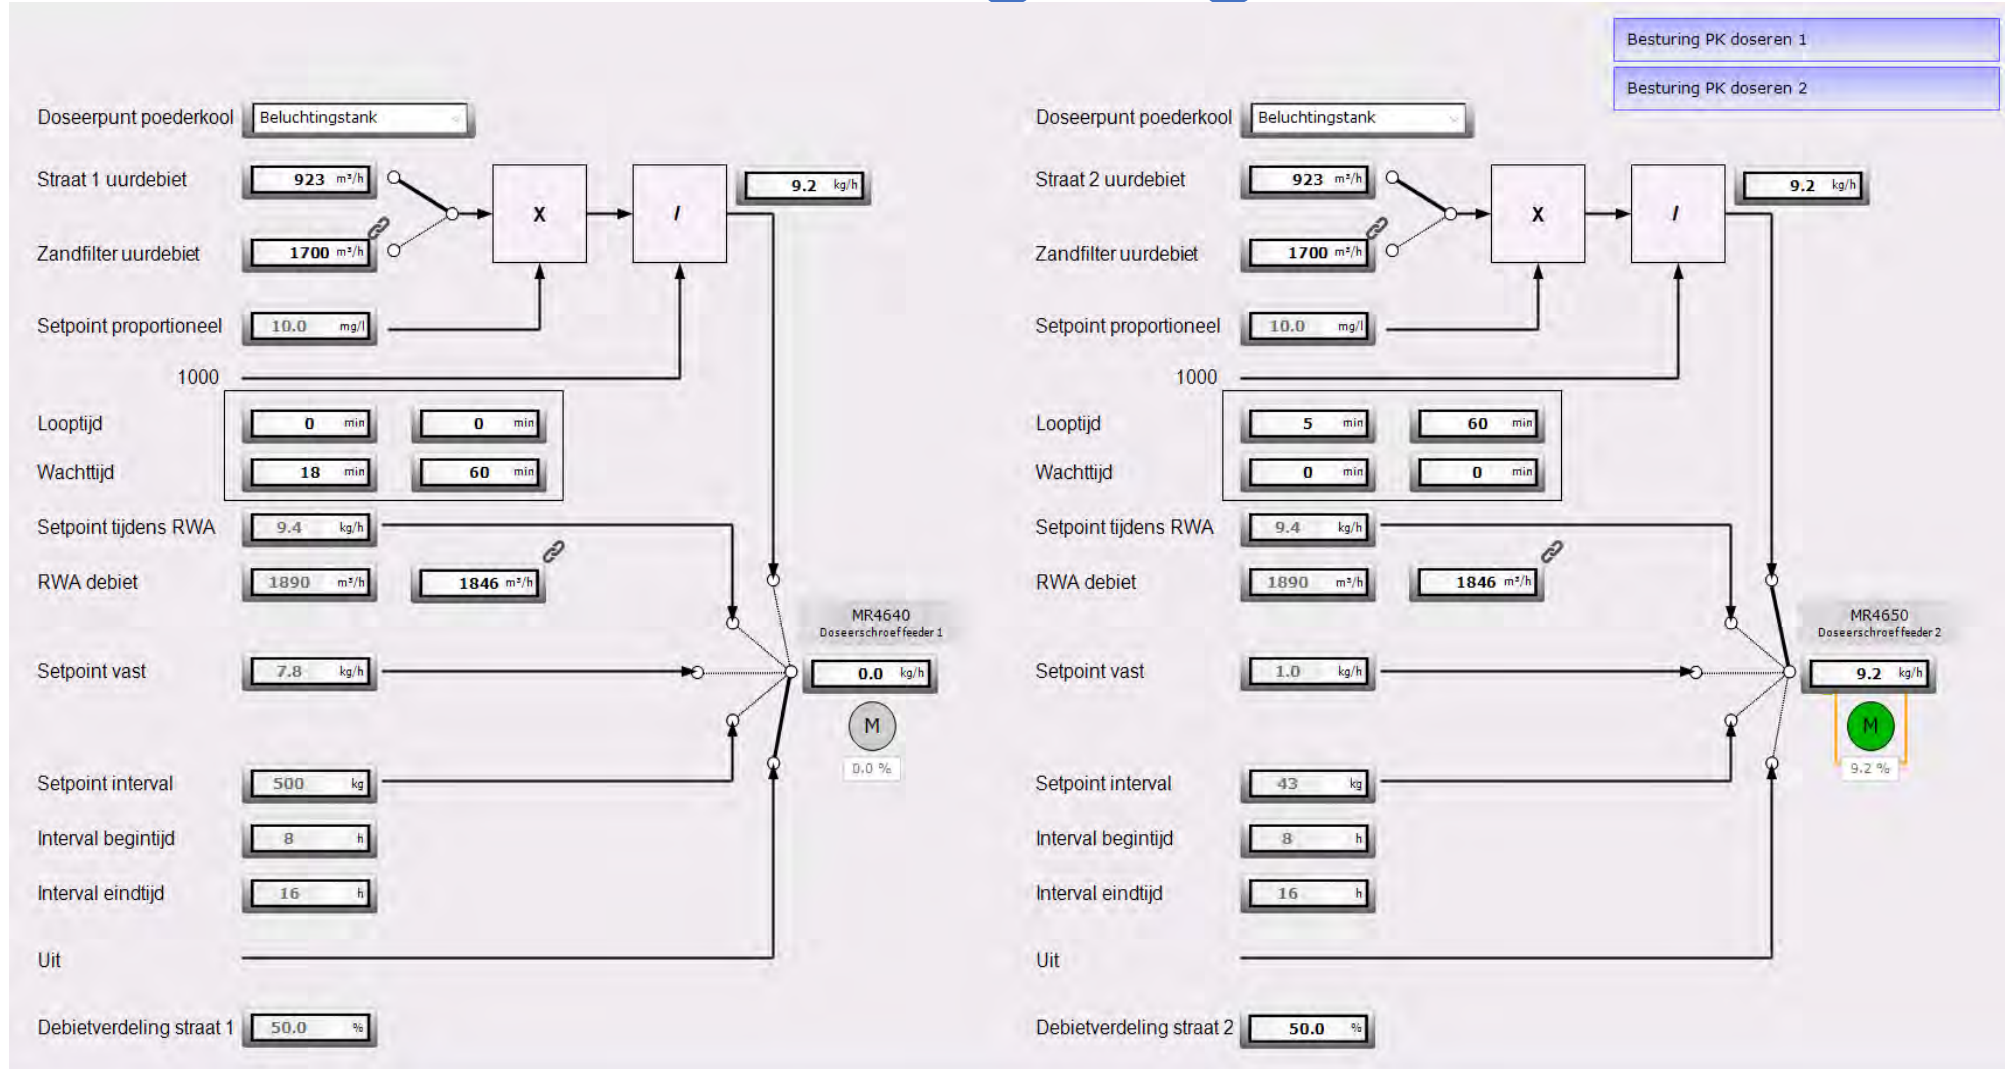 Besturing PK doseren 1
Besturing PK doseren 2
Doseerpunt poederkool Beluchtingstank
Straat 1 uurdebiet 923 m³/h
X
/
9.2 kg/h
Zandfilter uurdebiet 1700 m³/h
Setpoint proportioneel 10.0 mg/l
1000
Looptijd 0 min 0 min
Wachttijd 18 min 60 min
Setpoint tijdens RWA 9.4 kg/h
RWA debiet 1890 m³/h 1846 m³/h
MR4640
Doseerschroef feeder 1
Setpoint vast 7.8 kg/h
0.0 kg/h
M
0.0 %
Setpoint interval 500 kg
Interval begintijd 8 h
Interval eindtijd 16 h
Uit
Debietverdeling straat 1 50.0 %
Doseerpunt poederkool Beluchtingstank
Straat 2 uurdebiet 923 m³/h
X
/
9.2 kg/h
Zandfilter uurdebiet 1700 m³/h
Setpoint proportioneel 10.0 mg/l
1000
Looptijd 5 min 60 min
Wachttijd 0 min 0 min
Setpoint tijdens RWA 9.4 kg/h
RWA debiet 1890 m³/h 1846 m³/h
MR4650
Doseerschroef feeder 2
Setpoint vast 1.0 kg/h
9.2 kg/h
M
9.2 %
Setpoint interval 43 kg
Interval begintijd 8 h
Interval eindtijd 16 h
Uit
Debietverdeling straat 2 50.0 %